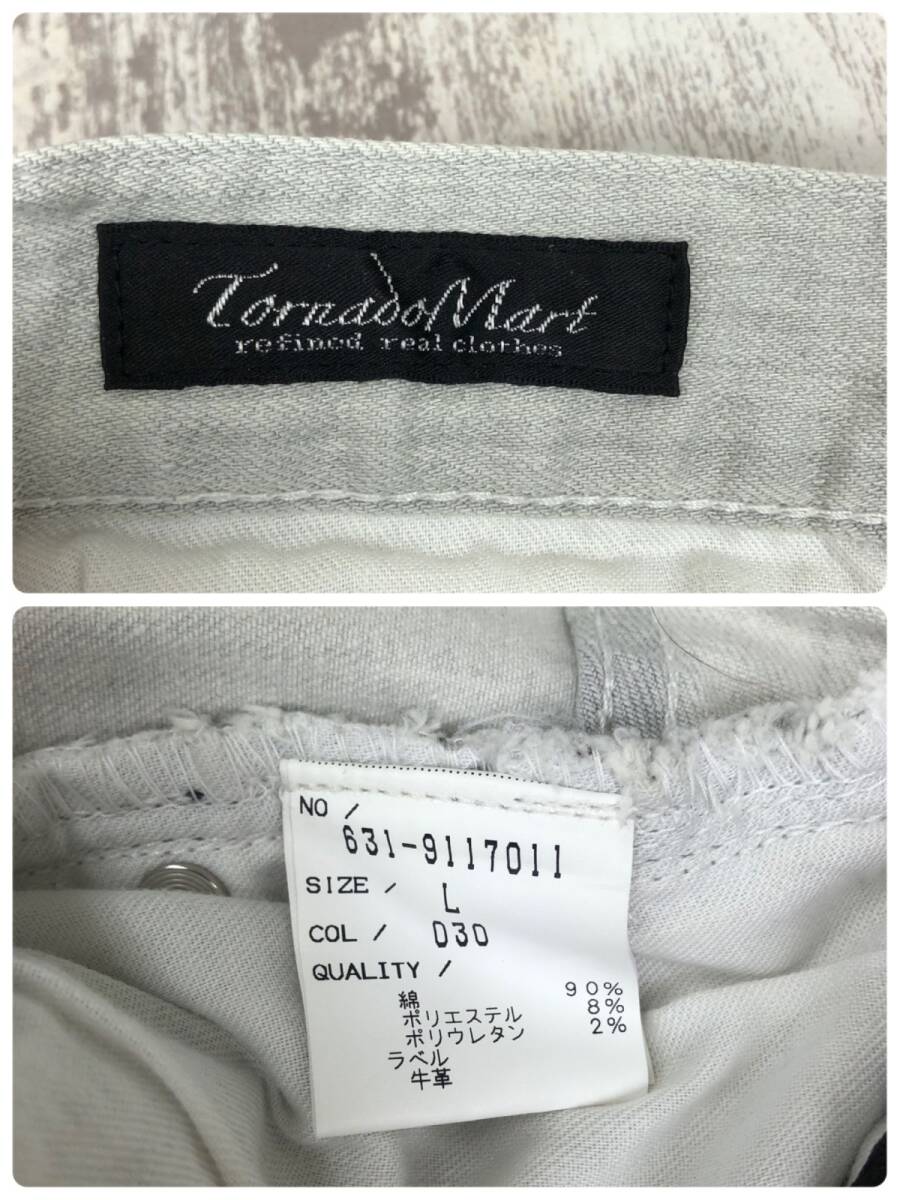 TornadoMart
refined real clothes
NO / 
631-9117011
SIZE / L
COL / D30
QUALITY /
綿 90%
ポリエステル 8%
ポリウレタン 2%
ラベル
牛革